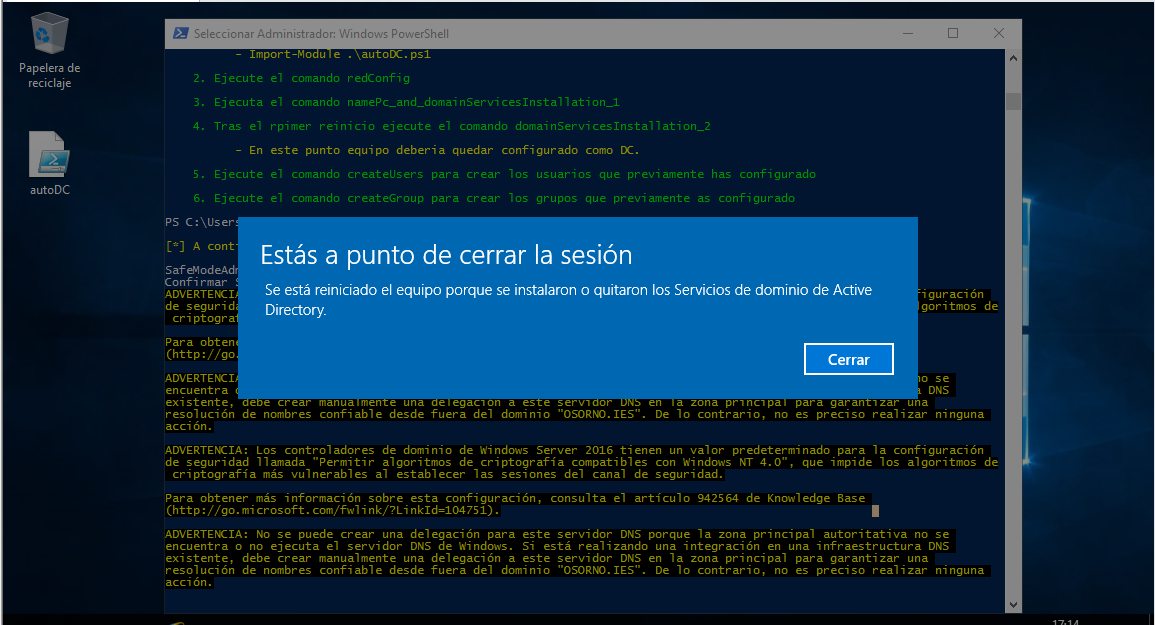 Papelera de
reciclaje
autoDC
Seleccionar Administrador: Windows PowerShell
- Import-Module .\autoDC.ps1
2. Ejecute el comando redConfig
3. Ejecuta el comando namePc_and_domainServicesInstallation_1
4. Tras el rpimer reinicio ejecute el comando domainServicesInstallation_2
- En este punto equipo deberia quedar configurado como DC.
5. Ejecute el comando createUsers para crear los usuarios que previamente has configurado
6. Ejecute el comando createGroup para crear los grupos que previamente as configurado
PS C:\Users
[*] A cont
SafeModeAdm
Confirmar S
ADVERTENCIA figuración
de segurida goritmos de
criptograf
Para obtene
(http://go.
ADVERTENCIA no se
encuentra o a DNS
existente, debe crear manualmente una delegación a este servidor DNS en la zona principal para garantizar una
resolución de nombres confiable desde fuera del dominio "OSORNO.IES". De lo contrario, no es preciso realizar ninguna
acción.
ADVERTENCIA: Los controladores de dominio de Windows Server 2016 tienen un valor predeterminado para la configuración
de seguridad llamada "Permitir algoritmos de criptografía compatibles con Windows NT 4.0", que impide los algoritmos de
criptografía más vulnerables al establecer las sesiones del canal de seguridad.
Para obtener más información sobre esta configuración, consulta el artículo 942564 de Knowledge Base
(http://go.microsoft.com/fwlink/?LinkId=104751).
ADVERTENCIA: No se puede crear una delegación para este servidor DNS porque la zona principal autoritativa no se
encuentra o no ejecuta el servidor DNS de Windows. Si está realizando una integración en una infraestructura DNS
existente, debe crear manualmente una delegación a este servidor DNS en la zona principal para garantizar una
resolución de nombres confiable desde fuera del dominio "OSORNO.IES". De lo contrario, no es preciso realizar ninguna
acción.
Estás a punto de cerrar la sesión
Se está reiniciado el equipo porque se instalaron o quitaron los Servicios de dominio de Active
Directory.
Cerrar
17:14